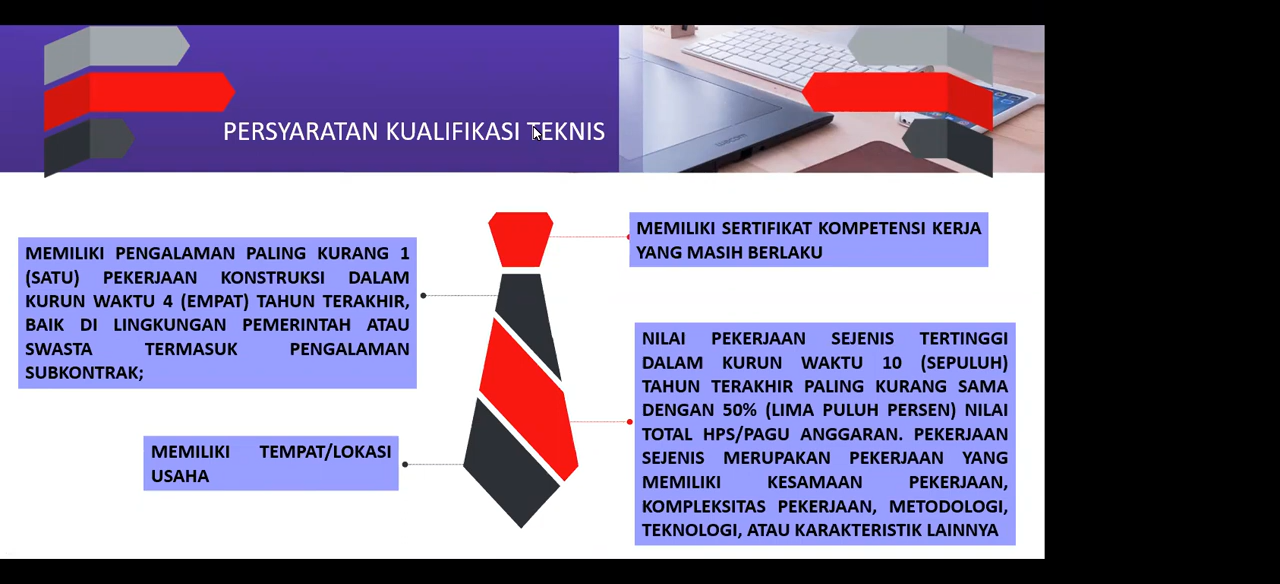 PERSYARATAN KUALIFIKASI TEKNIS
MEMILIKI PENGALAMAN PALING KURANG 1
(SATU) PEKERJAAN KONSTRUKSI DALAM
KURUN WAKTU 4 (EMPAT) TAHUN TERAKHIR,
BAIK DI LINGKUNGAN PEMERINTAH ATAU
SWASTA TERMASUK PENGALAMAN
SUBKONTRAK;
MEMILIKI TEMPAT/LOKASI
USAHA
MEMILIKI SERTIFIKAT KOMPETENSI KERJA
YANG MASIH BERLAKU
NILAI PEKERJAAN SEJENIS TERTINGGI
DALAM KURUN WAKTU 10 (SEPULUH)
TAHUN TERAKHIR PALING KURANG SAMA
DENGAN 50% (LIMA PULUH PERSEN) NILAI
TOTAL HPS/PAGU ANGGARAN. PEKERJAAN
SEJENIS MERUPAKAN PEKERJAAN YANG
MEMILIKI KESAMAAN PEKERJAAN,
KOMPLEKSITAS PEKERJAAN, METODOLOGI,
TEKNOLOGI, ATAU KARAKTERISTIK LAINNYA